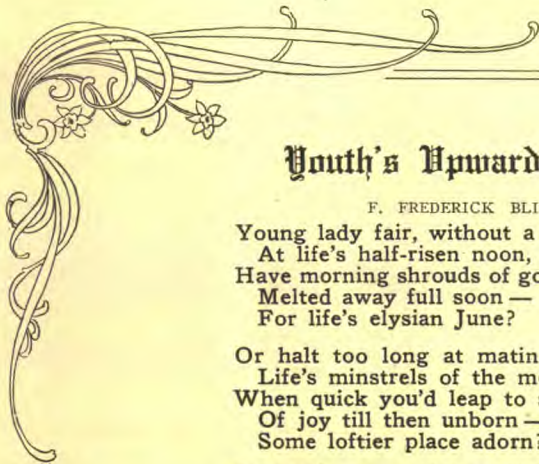 Youth's Upward
F. FREDERICK BLI
Young lady fair, without a
At life's half-risen noon,
Have morning shrouds of go
Melted away full soon —
For life's elysian June?
Or halt too long at matin
Life's minstrels of the m
When quick you'd leap to
Of joy till then unborn —
Some loftier place adorn?